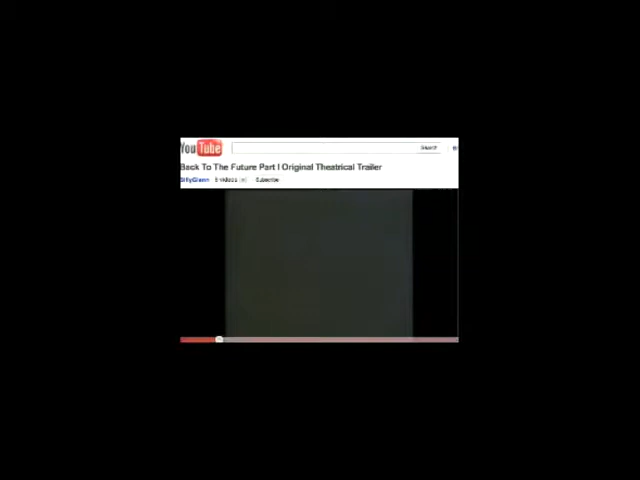 YouTube Search
Back To The Future Part I Original Theatrical Trailer
Subscribe